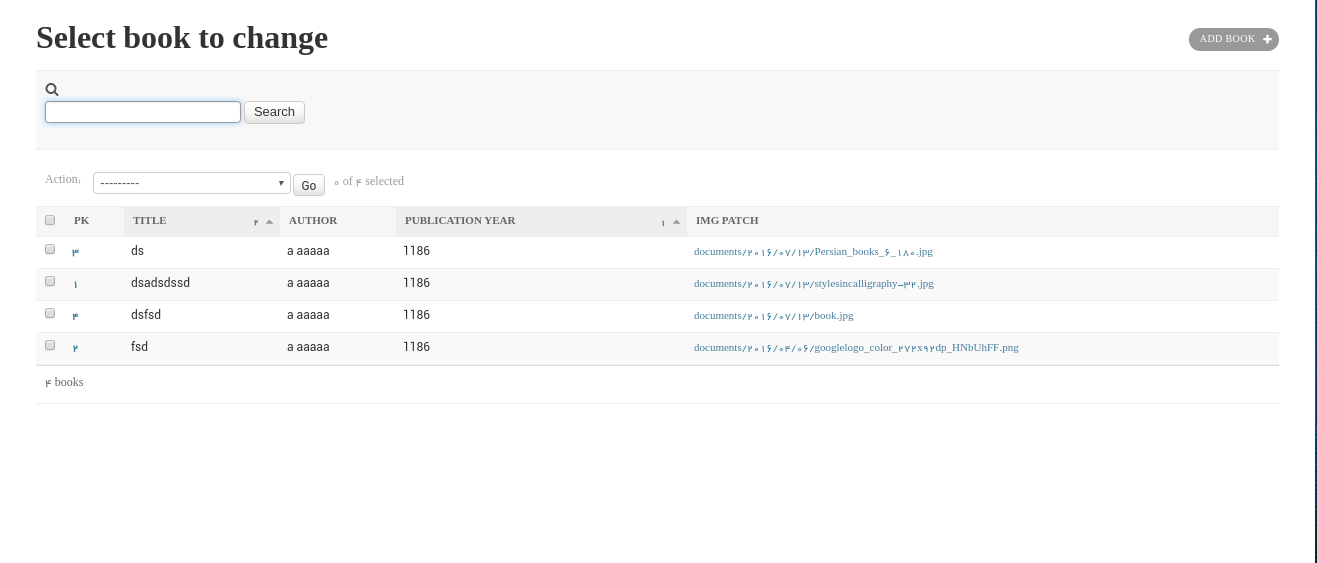 Select book to change
ADD BOOK
Search
Action: --------- Go ۰ of ۴ selected
PK TITLE ۲ AUTHOR PUBLICATION YEAR ۱ IMG PATCH
۳ ds a aaaaa 1186 documents/۲۰۱۶/۰۷/۱۳/Persian_books_۶_۱۸۰.jpg
۱ dsadsdssd a aaaaa 1186 documents/۲۰۱۶/۰۷/۱۳/stylesincalligraphy-۳۲.jpg
۴ dsfsd a aaaaa 1186 documents/۲۰۱۶/۰۷/۱۳/book.jpg
۲ fsd a aaaaa 1186 documents/۲۰۱۶/۰۴/۰۶/googlelogo_color_۲۷۲x۹۲dp_HNbUhFF.png
۴ books